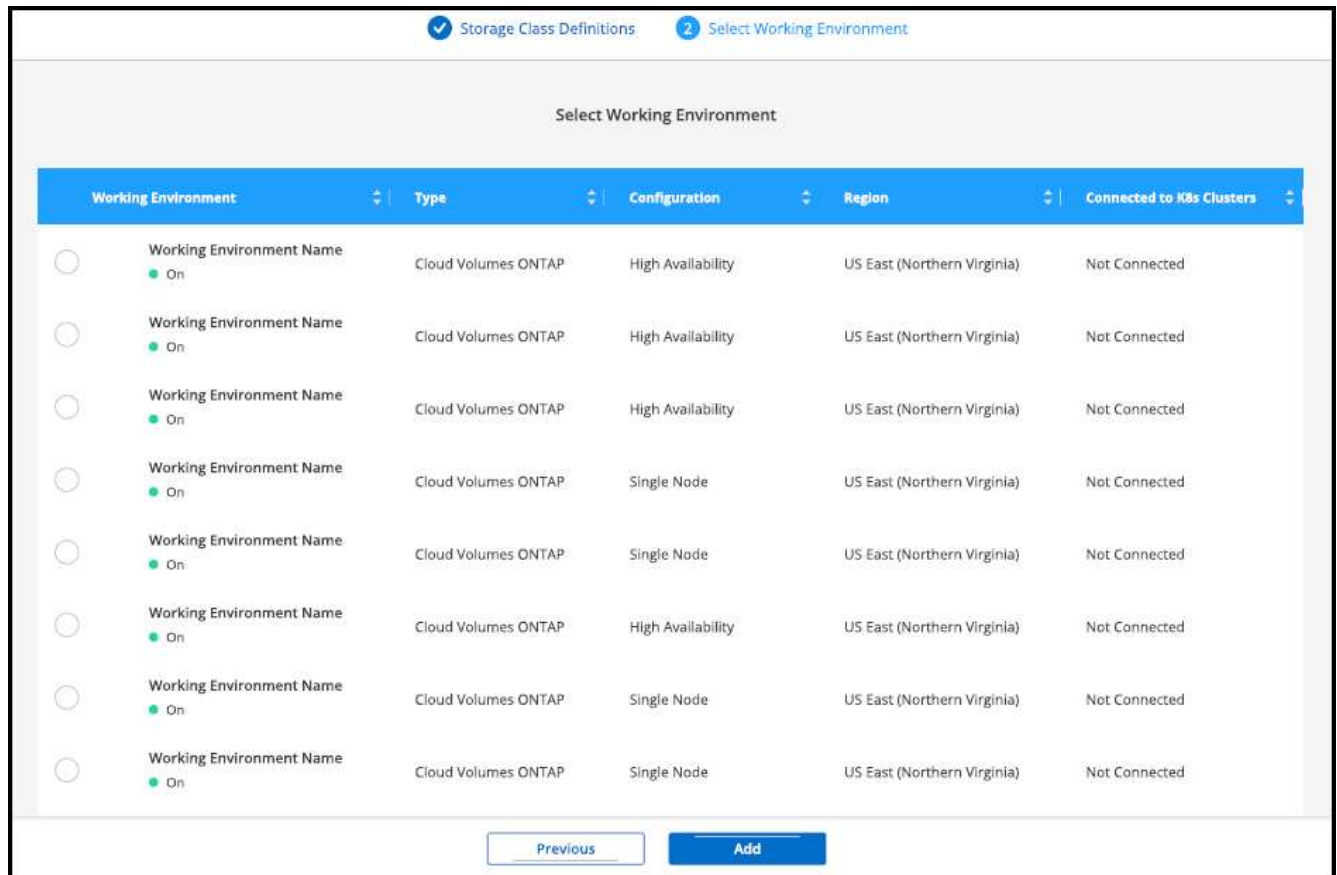 Storage Class Definitions 2 Select Working Environment
Select Working Environment
Working Environment Type Configuration Region Connected to K8s Clusters
Working Environment Name
On
Cloud Volumes ONTAP High Availability US East (Northern Virginia) Not Connected
Working Environment Name
On
Cloud Volumes ONTAP High Availability US East (Northern Virginia) Not Connected
Working Environment Name
On
Cloud Volumes ONTAP High Availability US East (Northern Virginia) Not Connected
Working Environment Name
On
Cloud Volumes ONTAP Single Node US East (Northern Virginia) Not Connected
Working Environment Name
On
Cloud Volumes ONTAP Single Node US East (Northern Virginia) Not Connected
Working Environment Name
On
Cloud Volumes ONTAP High Availability US East (Northern Virginia) Not Connected
Working Environment Name
On
Cloud Volumes ONTAP Single Node US East (Northern Virginia) Not Connected
Working Environment Name
On
Cloud Volumes ONTAP Single Node US East (Northern Virginia) Not Connected
Previous Add